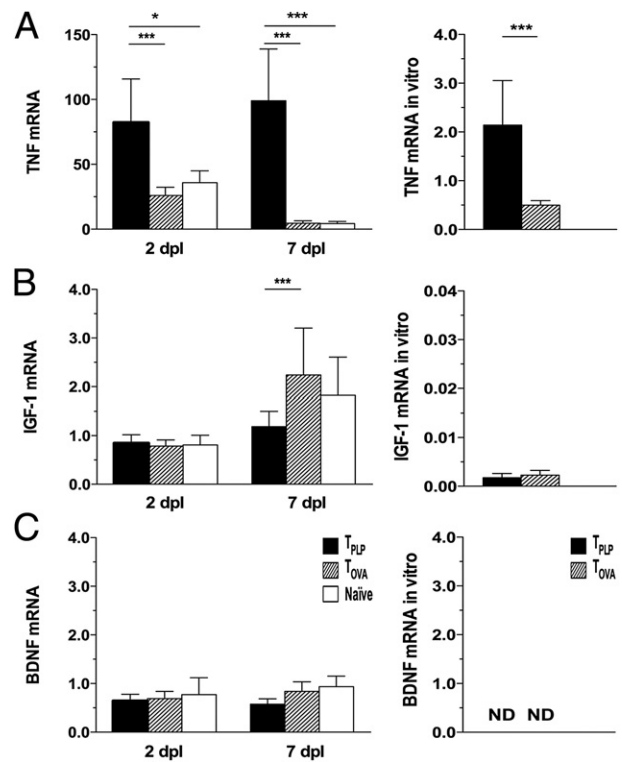 A
TNF mRNA
150
100
50
0
*
***
***
***
2 dpl
7 dpl
TNF mRNA in vitro
4.0
3.0
2.0
1.0
0.0
***
B
IGF-1 mRNA
4.0
3.0
2.0
1.0
0.0
***
2 dpl
7 dpl
IGF-1 mRNA in vitro
0.04
0.03
0.02
0.01
0.00
C
BDNF mRNA
4.0
3.0
2.0
1.0
0.0
TPLP
TOVA
Naïve
2 dpl
7 dpl
BDNF mRNA in vitro
4.0
3.0
2.0
1.0
0.0
TPLP
TOVA
ND ND